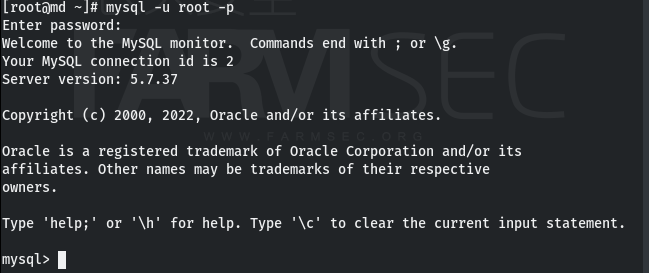 [root@md ~]# mysql -u root -p
Enter password:
Welcome to the MySQL monitor.  Commands end with ; or \g.
Your MySQL connection id is 2
Server version: 5.7.37
FARMSEC
Copyright (c) 2000, 2022, Oracle and/or its affiliates.
WWW.FARMSEC.ORG
Oracle is a registered trademark of Oracle Corporation and/or its
affiliates. Other names may be trademarks of their respective
owners.
Type 'help;' or '\h' for help. Type '\c' to clear the current input statement.
mysql>